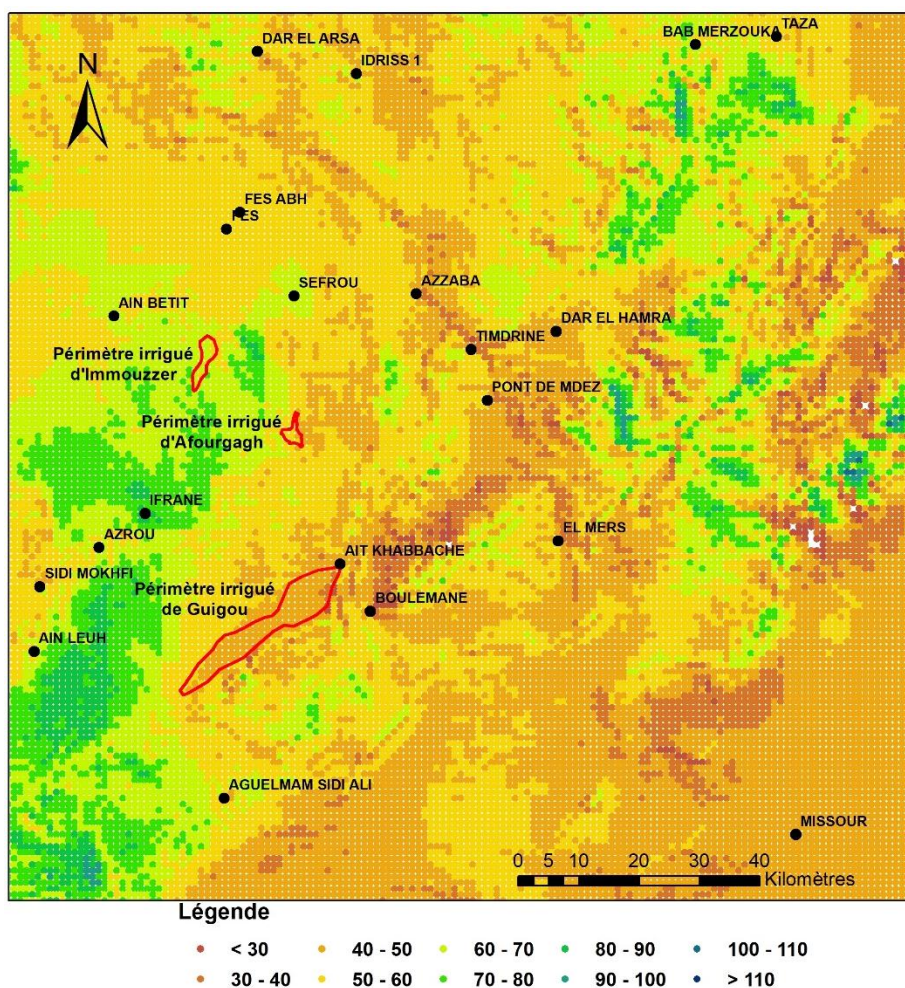 TAZA
BAB MERZOUKA
DAR EL ARSA
IDRISS 1
N
FES ABH
FES
SEFROU
AZZABA
AIN BETIT
DAR EL HAMRA
TIMDRINE
Périmètre irrigué
d'Immouzzer
PONT DE MDEZ
Périmètre irrigué
d'Afourgagh
IFRANE
AZROU
EL MERS
AIT KHABBACHE
SIDI MOKHFI
Périmètre irrigué
de Guigou
BOULEMANE
AIN LEUH
AGUELMAM SIDI ALI
MISSOUR
0 5 10 20 30 40
Kilomètres
Légende
< 30 40 - 50 60 - 70 80 - 90 100 - 110
30 - 40 50 - 60 70 - 80 90 - 100 > 110